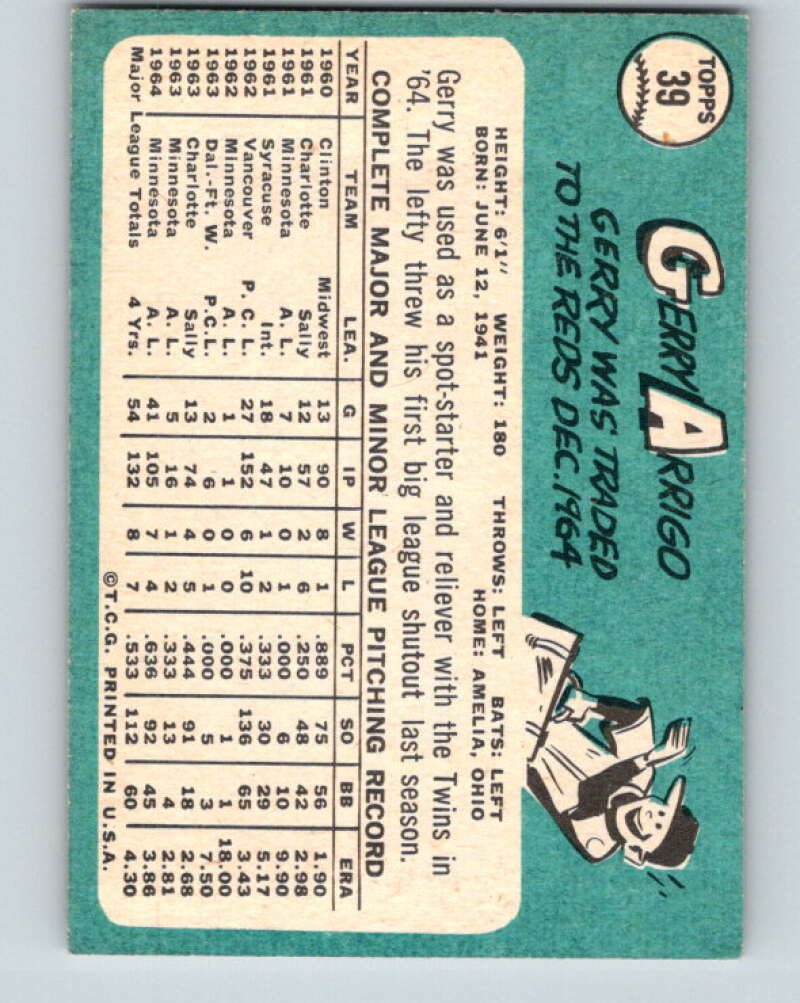 TOPPS
39
GERRY ARRIGO
GERRY WAS TRADED
TO THE REDS DEC. 1964
HEIGHT: 6'1" WEIGHT: 180 THROWS: LEFT BATS: LEFT
BORN: JUNE 12, 1941 HOME: AMELIA, OHIO
Gerry was used as a spot-starter and reliever with the Twins in
'64. The lefty threw his first big league shutout last season.
COMPLETE MAJOR AND MINOR LEAGUE PITCHING RECORD
YEAR TEAM LEA. G IP W L PCT SO BB ERA
1960 Clinton Midwest 13 90 8 1 .889 75 56 1.90
1961 Charlotte Sally 12 57 2 6 .250 48 42 2.98
1961 Minnesota A. L. 7 10 0 1 .000 6 10 9.90
1961 Syracuse Int. 18 47 1 2 .333 30 29 5.17
1962 Vancouver P. C. L. 27 152 6 10 .375 136 65 3.43
1962 Minnesota A. L. 1 1 0 0 .000 1 1 18.00
1963 Dal.-Ft. W. P.C.L. 2 6 0 1 .000 5 3 7.50
1963 Charlotte Sally 13 74 4 5 .444 91 18 2.68
1963 Minnesota A. L. 5 16 1 2 .333 13 4 2.81
1964 Minnesota A. L. 41 105 7 4 .636 92 45 3.86
Major League Totals 4 Yrs. 54 132 8 7 .533 112 60 4.30
©T.C.G. PRINTED IN U.S.A.